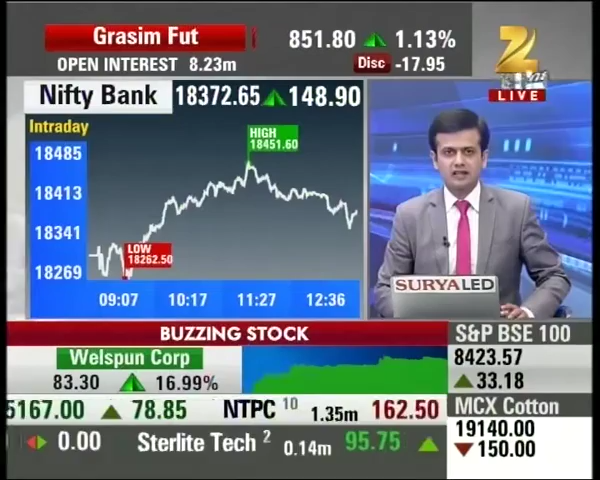 Grasim Fut
851.80 1.13%
OPEN INTEREST 8.23m
Disc -17.95
LIVE
Nifty Bank 18372.65 148.90
Intraday
18485
18413
18341
18269
HIGH
18451.60
LOW
18262.50
09:07 10:17 11:27 12:36
SURYALED
BUZZING STOCK
Welspun Corp
83.30 16.99%
S&P BSE 100
8423.57
33.18
MCX Cotton
19140.00
150.00
5167.00 78.85 NTPC 10 1.35m 162.50
0.00 Sterlite Tech 2 0.14m 95.75